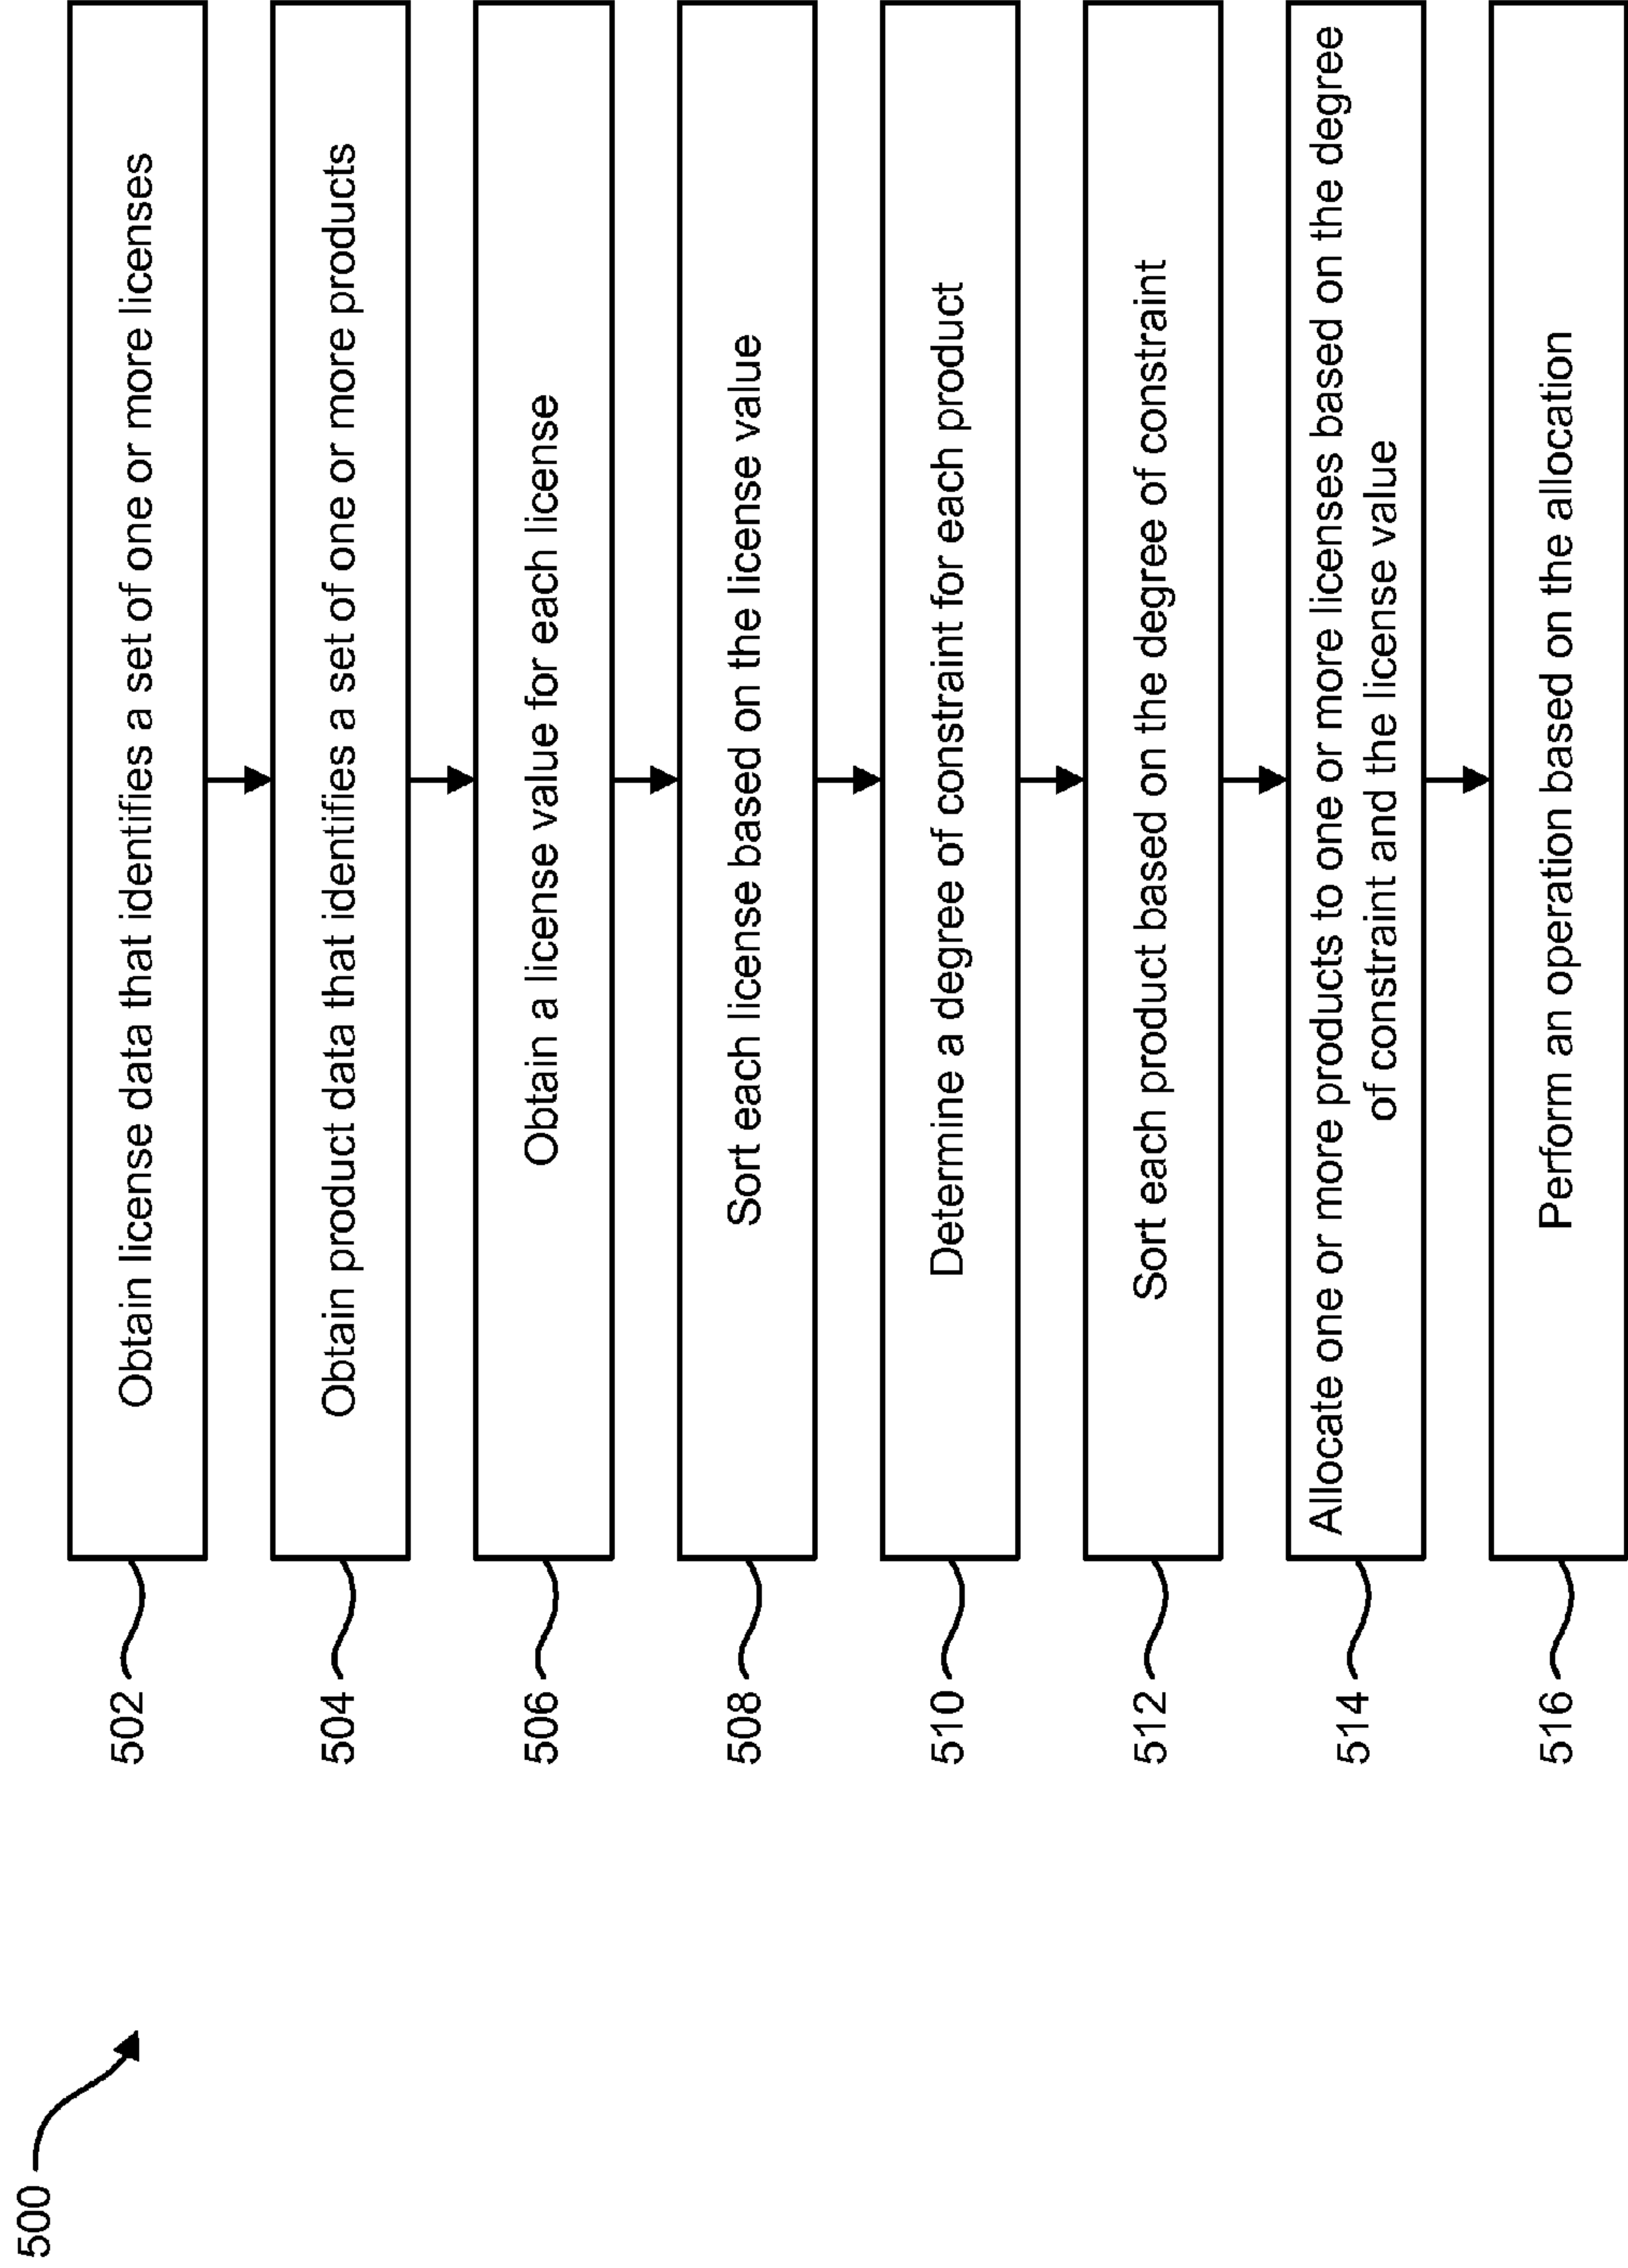 500
502
Obtain license data that identifies a set of one or more licenses
504
Obtain product data that identifies a set of one or more products
506
Obtain a license value for each license
508
Sort each license based on the license value
510
Determine a degree of constraint for each product
512
Sort each product based on the degree of constraint
514
Allocate one or more products to one or more licenses based on the degree
of constraint and the license value
516
Perform an operation based on the allocation